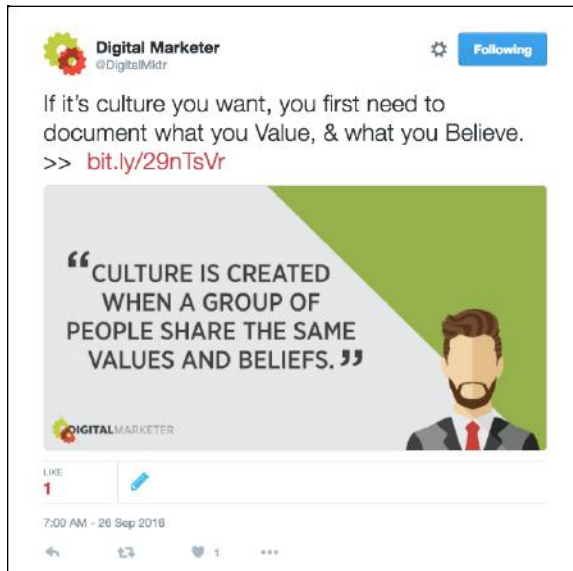 Digital Marketer
@DigitalMktr
Following
If it's culture you want, you first need to
document what you Value, & what you Believe.
>> bit.ly/29nTsVr
“CULTURE IS CREATED
WHEN A GROUP OF
PEOPLE SHARE THE SAME
VALUES AND BELIEFS.”
DIGITALMARKETER
LIKE
1
7:00 AM - 26 Sep 2016
1